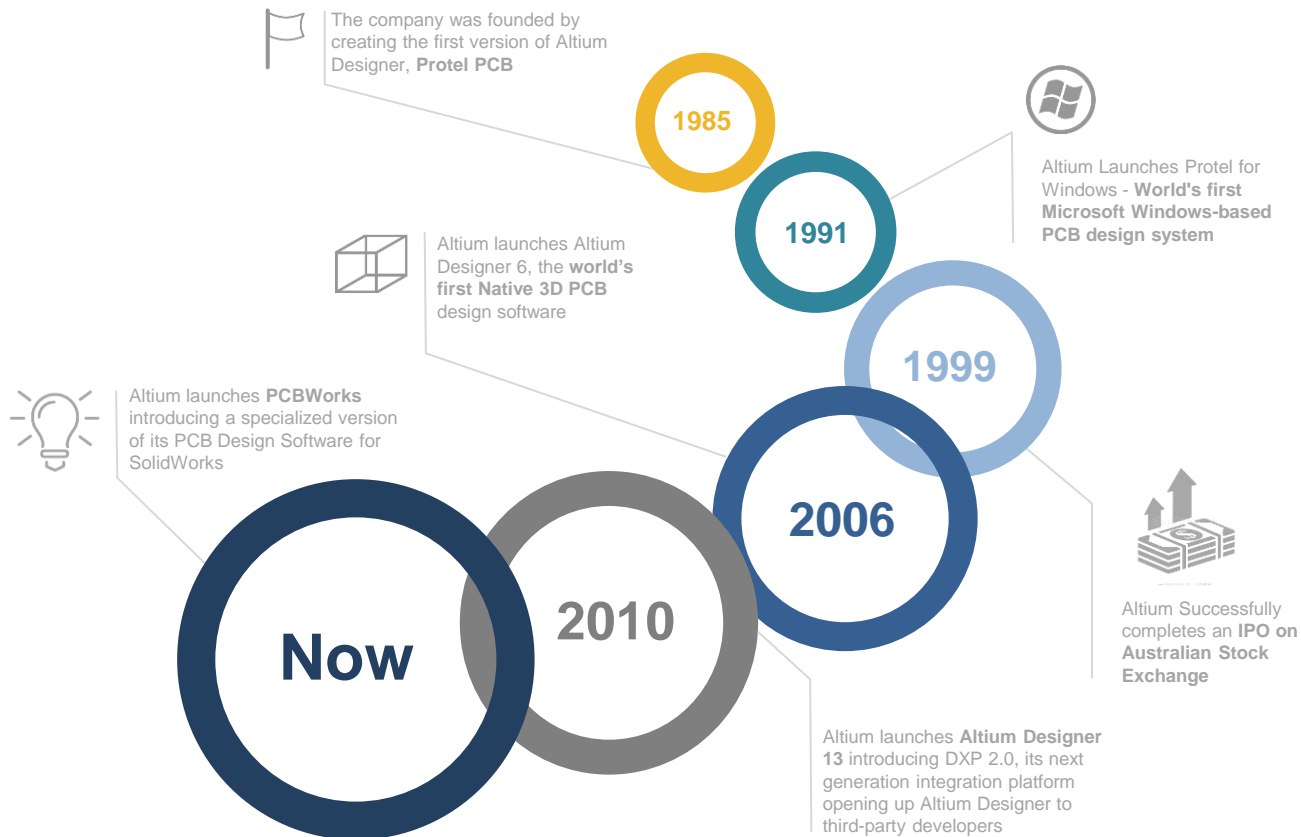 The company was founded by
creating the first version of Altium
Designer, Protel PCB
1985
Altium Launches Protel for
Windows - World's first
Microsoft Windows-based
PCB design system
1991
Altium launches Altium
Designer 6, the world's
first Native 3D PCB
design software
1999
Altium launches PCBWorks
introducing a specialized version
of its PCB Design Software for
SolidWorks
2006
Altium Successfully
completes an IPO on
Australian Stock
Exchange
2010
Now
Altium launches Altium Designer
13 introducing DXP 2.0, its next
generation integration platform
opening up Altium Designer to
third-party developers